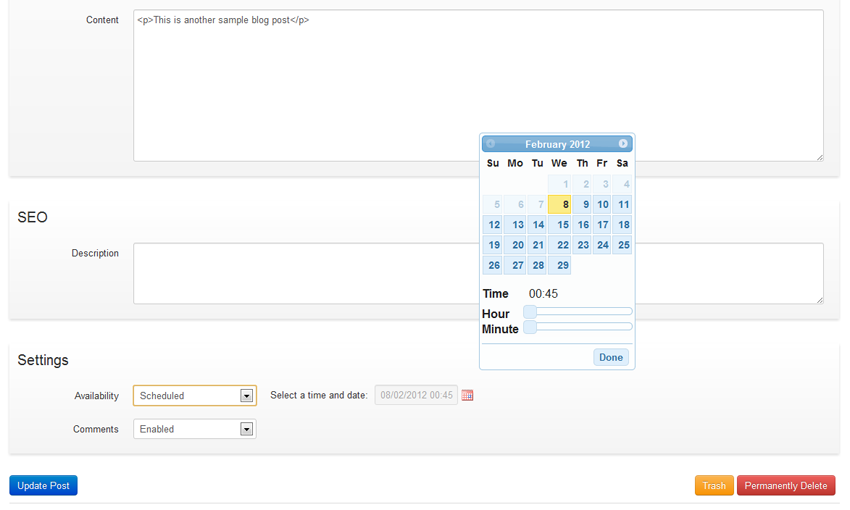 Content
<p>This is another sample blog post</p>
February 2012
Su Mo Tu We Th Fr Sa
1 2 3 4
5 6 7 8 9 10 11
12 13 14 15 16 17 18
19 20 21 22 23 24 25
26 27 28 29
Time 00:45
Hour
Minute
Done
SEO
Description
Settings
Availability Scheduled Select a time and date: 08/02/2012 00:45
Comments Enabled
Update Post Trash Permanently Delete